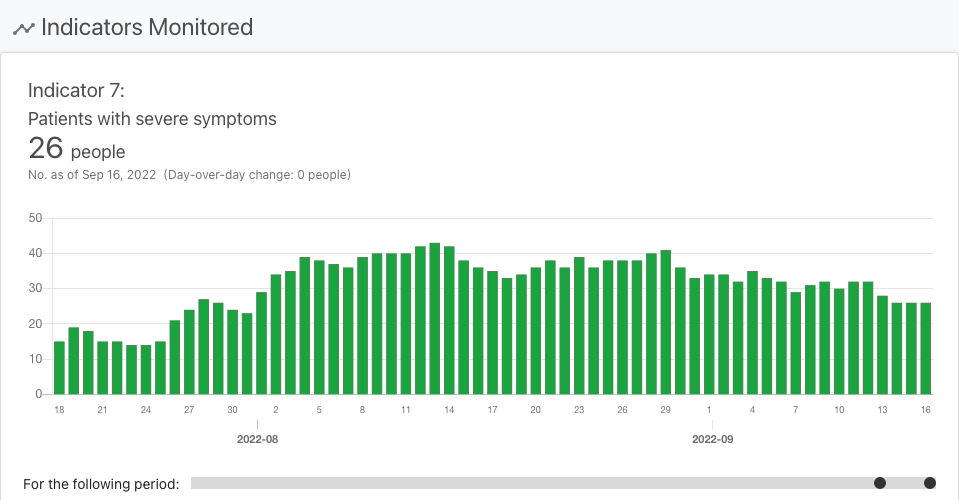 Indicators Monitored
Indicator 7:
Patients with severe symptoms
26 people
No. as of Sep 16, 2022 (Day-over-day change: 0 people)
50
40
30
20
10
0
18 21 24 27 30 2 5 8 11 14 17 20 23 26 29 1 4 7 10 13 16
2022-08 2022-09
For the following period: